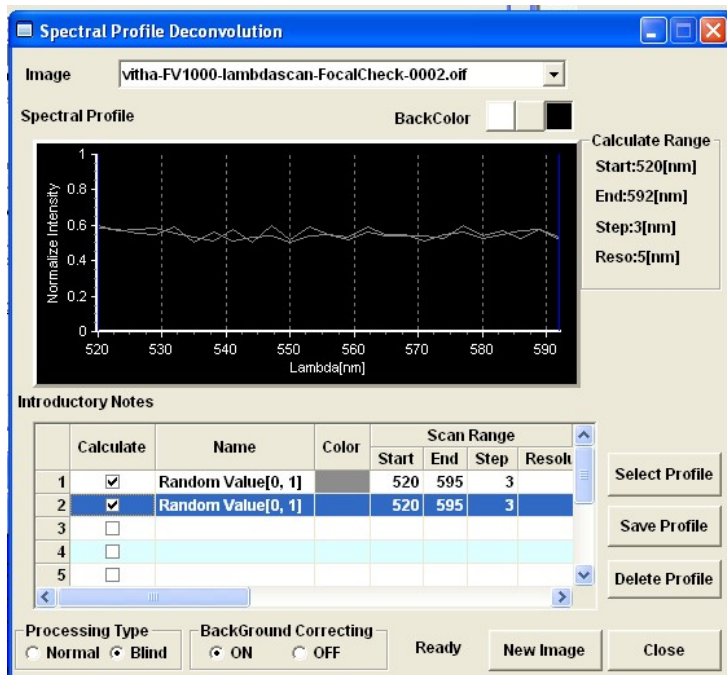 Spectral Profile Deconvolution
Image vitha-FV1000-lambdascan-FocalCheck-0002.oif
Spectral Profile BackColor
Calculate Range
Start:520[nm]
End:592[nm]
Step:3[nm]
Reso:5[nm]
Normalize Intensity
1
0.8
0.6
0.4
0.2
0
520 530 540 550 560 570 580 590
Lambda[nm]
Introductory Notes
Calculate Name Color Scan Range
Start End Step Resolu
1 Random Value[0, 1] 520 595 3
2 Random Value[0, 1] 520 595 3
3
4
5
Select Profile
Save Profile
Delete Profile
Processing Type BackGround Correcting
Normal Blind ON OFF Ready New Image Close